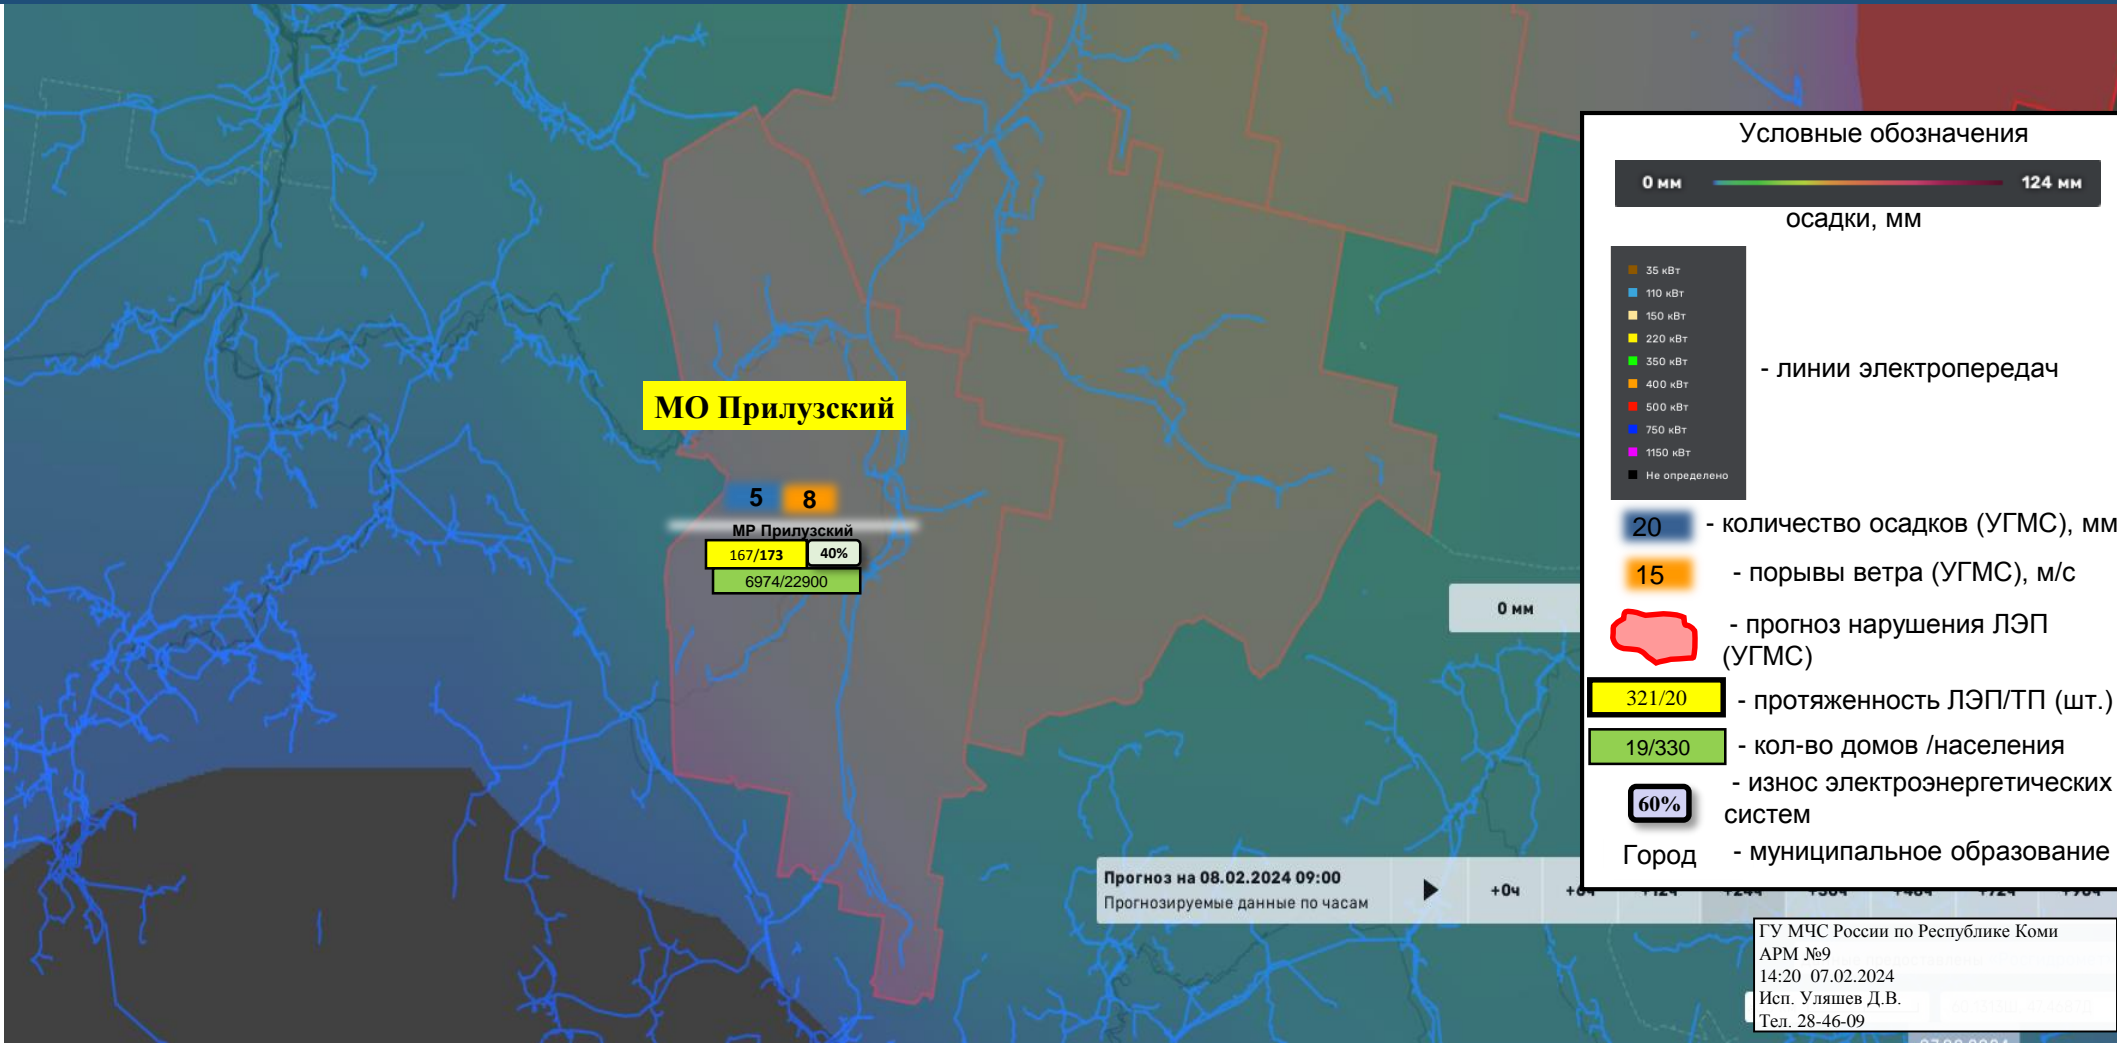 МО Прилузский
5 8
МР Прилузский
167/173 40%
6974/22900
Условные обозначения
0 мм 124 мм
осадки, мм
35 кВт
110 кВт
150 кВт
220 кВт
350 кВт
400 кВт
500 кВт
750 кВт
1150 кВт
Не определено
- линии электропередач
20 - количество осадков (УГМС), мм
15 - порывы ветра (УГМС), м/с
- прогноз нарушения ЛЭП
(УГМС)
321/20 - протяженность ЛЭП/ТП (шт.)
19/330 - кол-во домов /населения
60% - износ электроэнергетических
систем
Город - муниципальное образование
0 мм
Прогноз на 08.02.2024 09:00
Прогнозируемые данные по часам
+0ч
ГУ МЧС России по Республике Коми
АРМ №9
14:20 07.02.2024
Исп. Уляшев Д.В.
Тел. 28-46-09